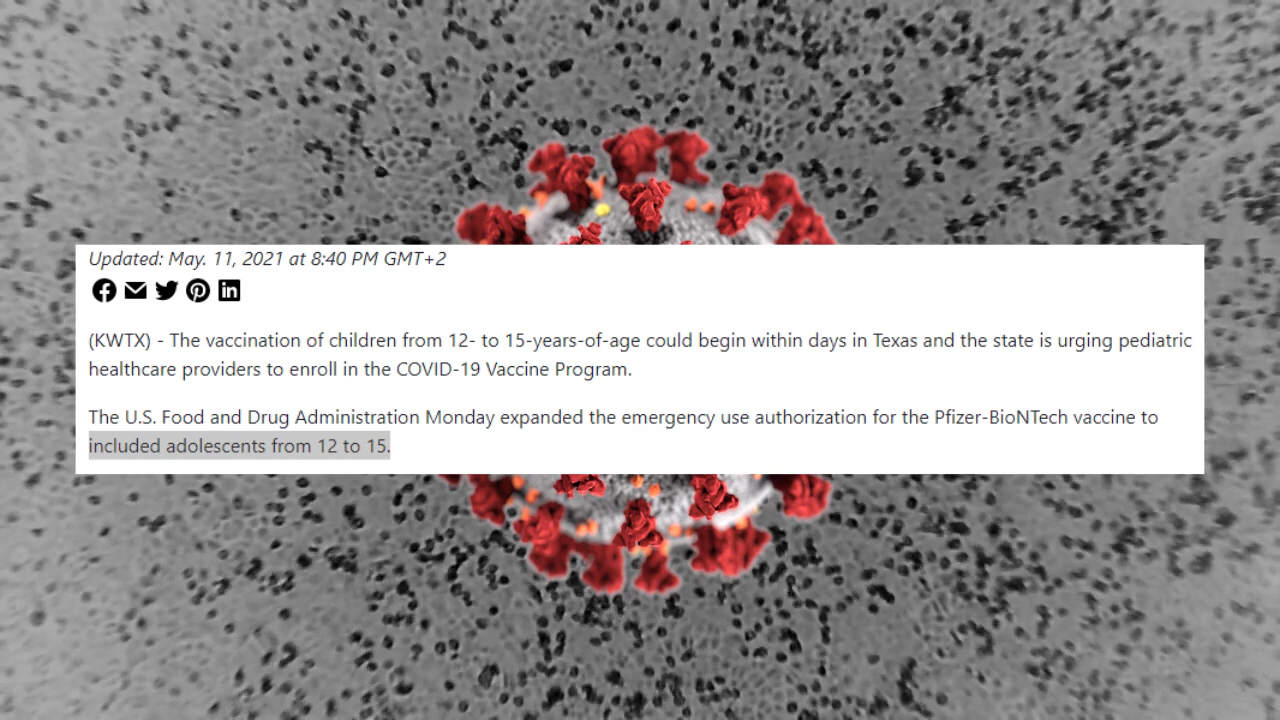 Updated: May. 11, 2021 at 8:40 PM GMT+2
(KWTX) - The vaccination of children from 12- to 15-years-of-age could begin within days in Texas and the state is urging pediatric
healthcare providers to enroll in the COVID-19 Vaccine Program.
The U.S. Food and Drug Administration Monday expanded the emergency use authorization for the Pfizer-BioNTech vaccine to
included adolescents from 12 to 15.